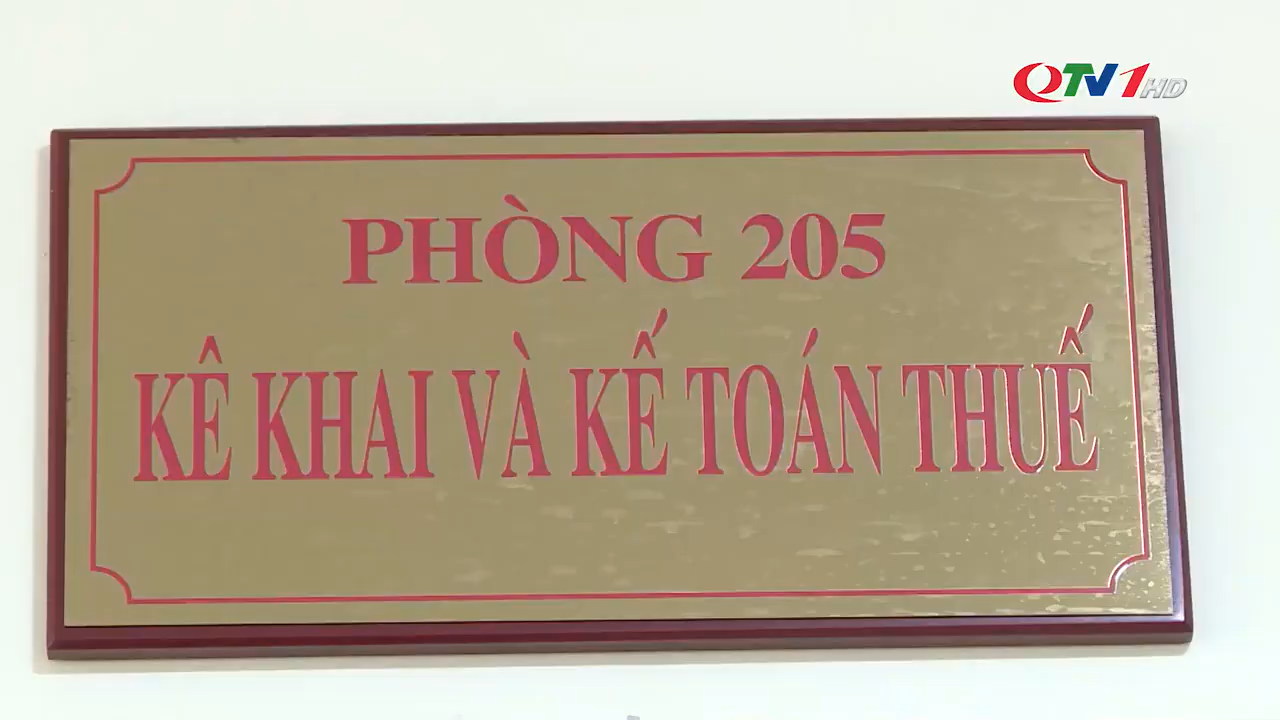 QTV1HD
PHÒNG 205
KÊ KHAI VÀ KẾ TOÁN THUẾ